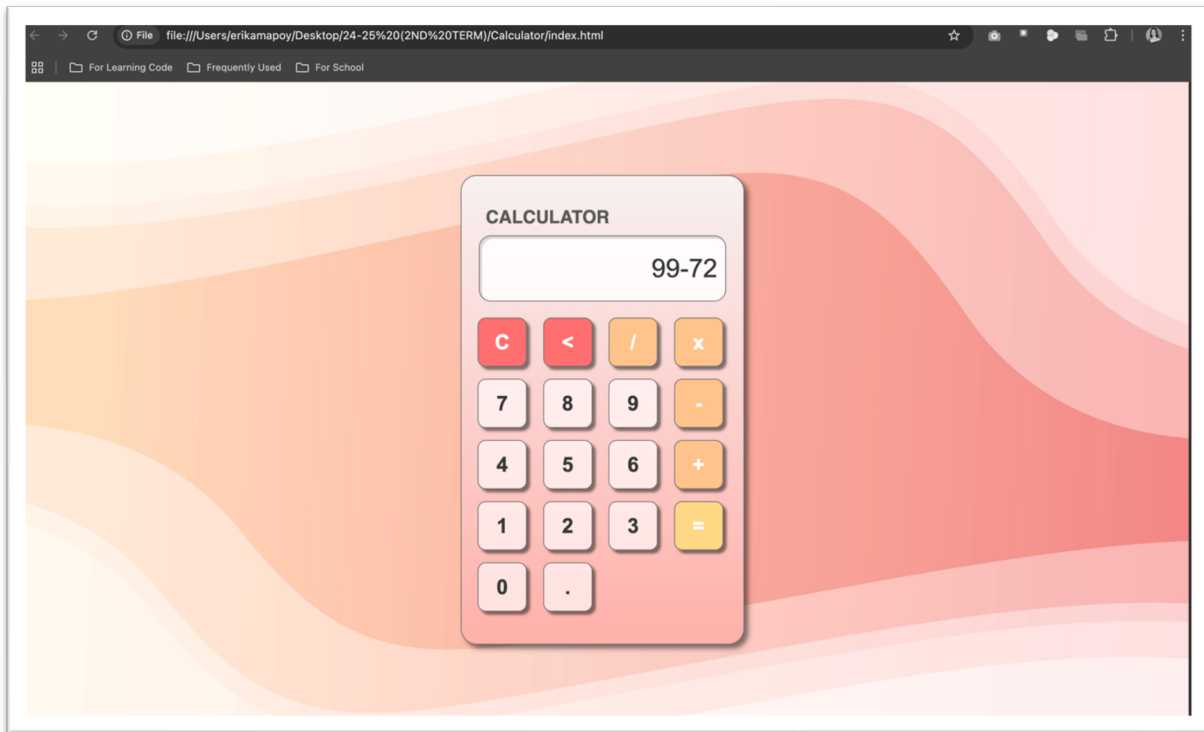 File file:///Users/erikamapoy/Desktop/24-25%20(2ND%20TERM)/Calculator/index.html
For Learning Code Frequently Used For School
CALCULATOR
99-72
C < / x
7 8 9 -
4 5 6 +
1 2 3 =
0 .